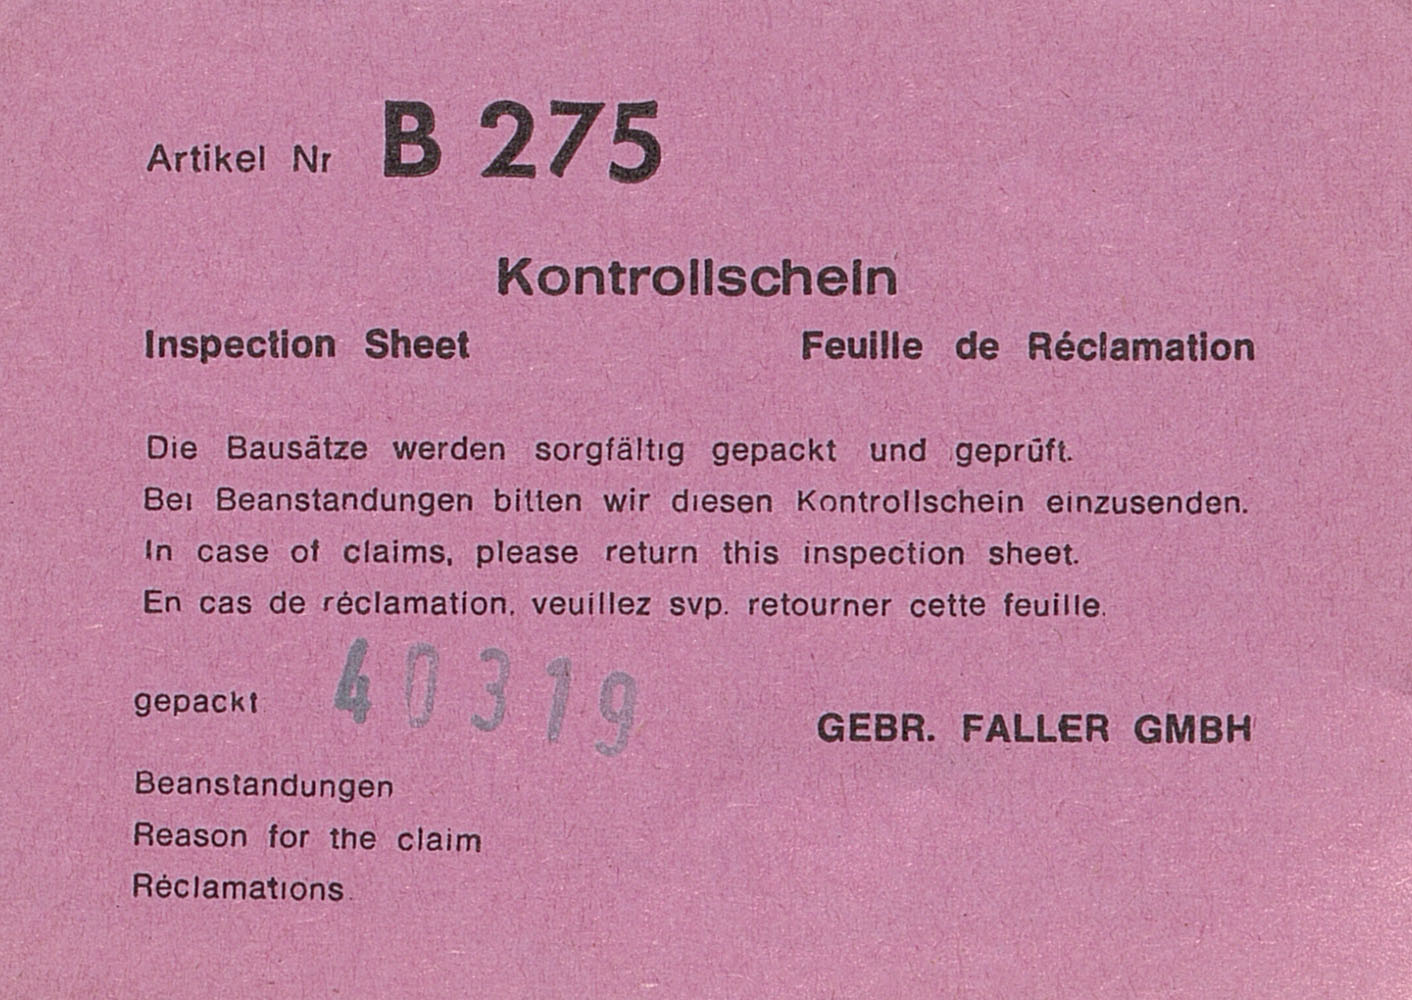 Artikel Nr B 275
Kontrollschein
Inspection Sheet Feuille de Réclamation
Die Bausätze werden sorgfältig gepackt und geprüft.
Bei Beanstandungen bitten wir diesen Kontrollschein einzusenden.
In case of claims, please return this inspection sheet.
En cas de réclamation, veuillez svp. retourner cette feuille.
gepackt 40319
GEBR. FALLER GMBH
Beanstandungen
Reason for the claim
Réclamations